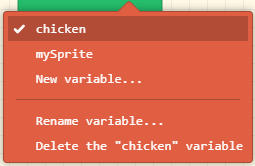 chicken
mySprite
New variable...
Rename variable...
Delete the "chicken" variable